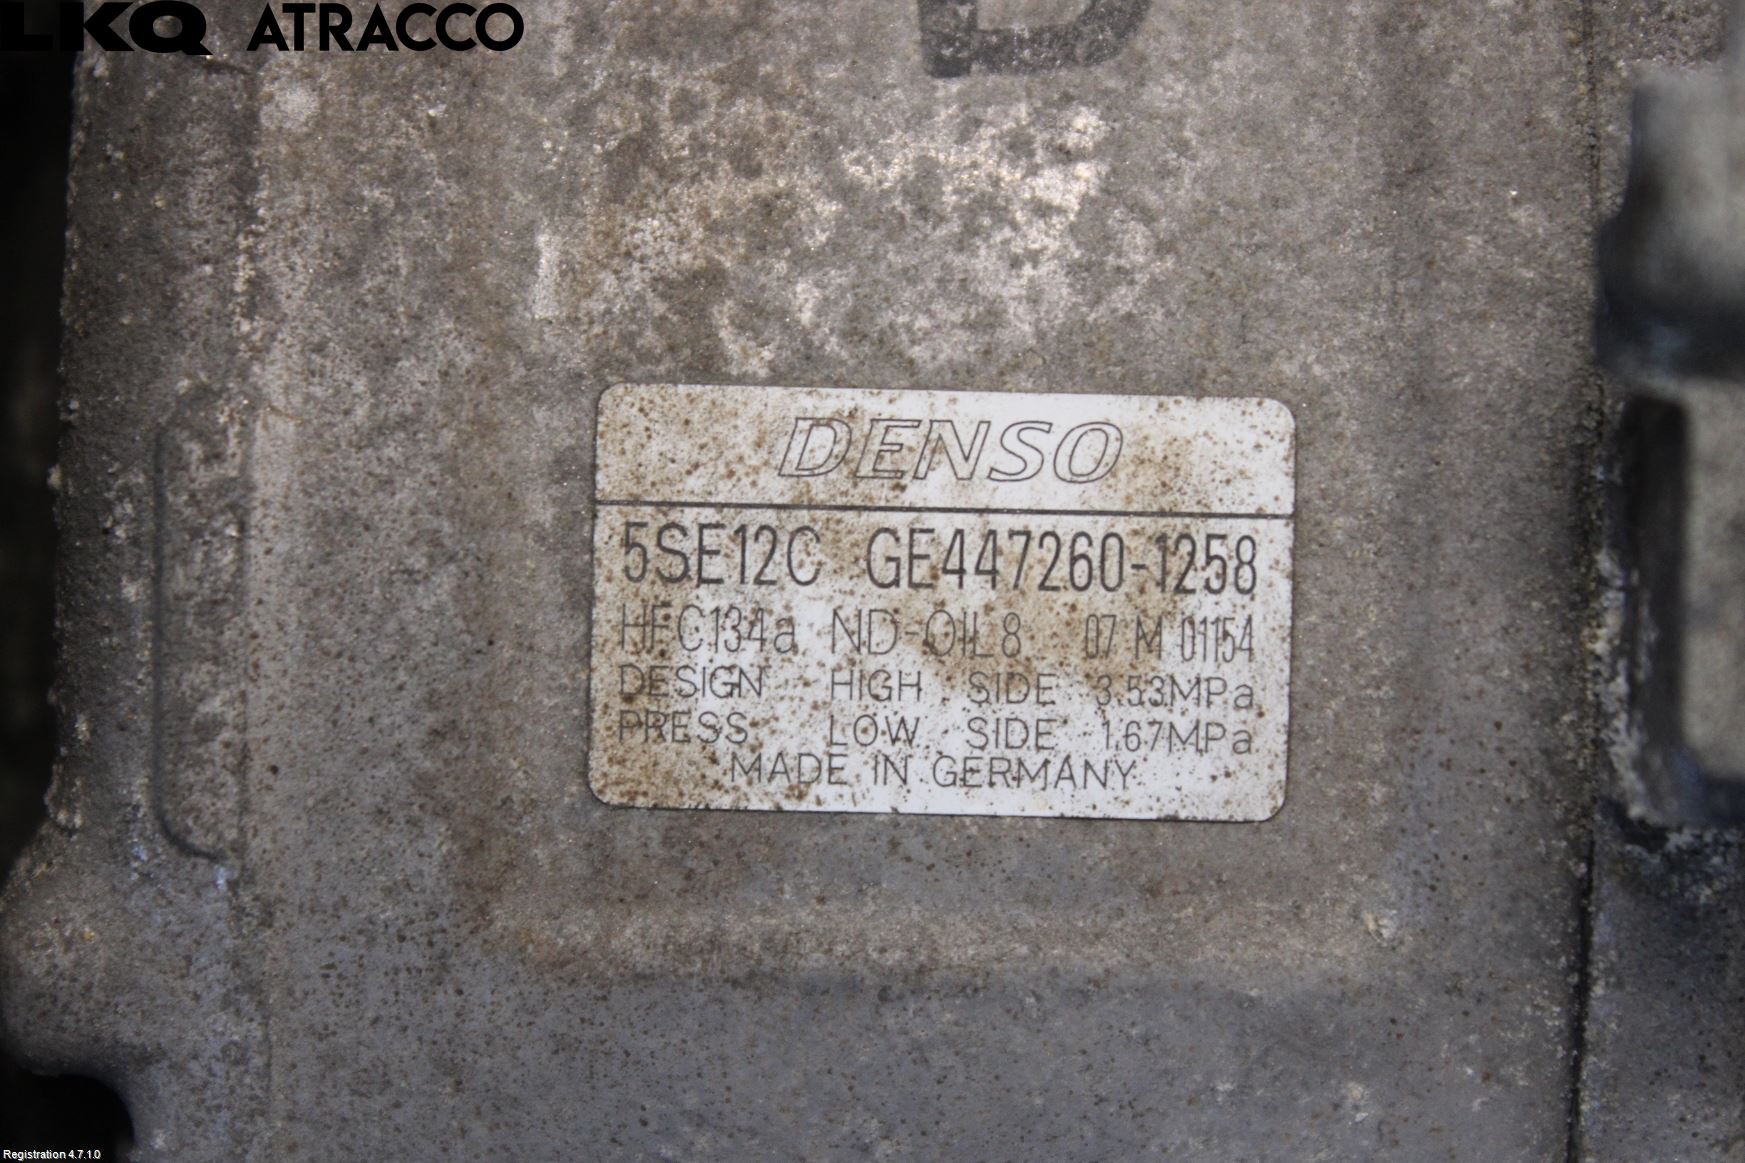 LKQ ATRACCO
DENSO
5SE12C GE447260-1258
HFC134a ND-OIL8 07 M 01154
DESIGN HIGH SIDE 3.53MPa
PRESS LOW SIDE 1.67MPa
MADE IN GERMANY
Registration 4.7.1.0